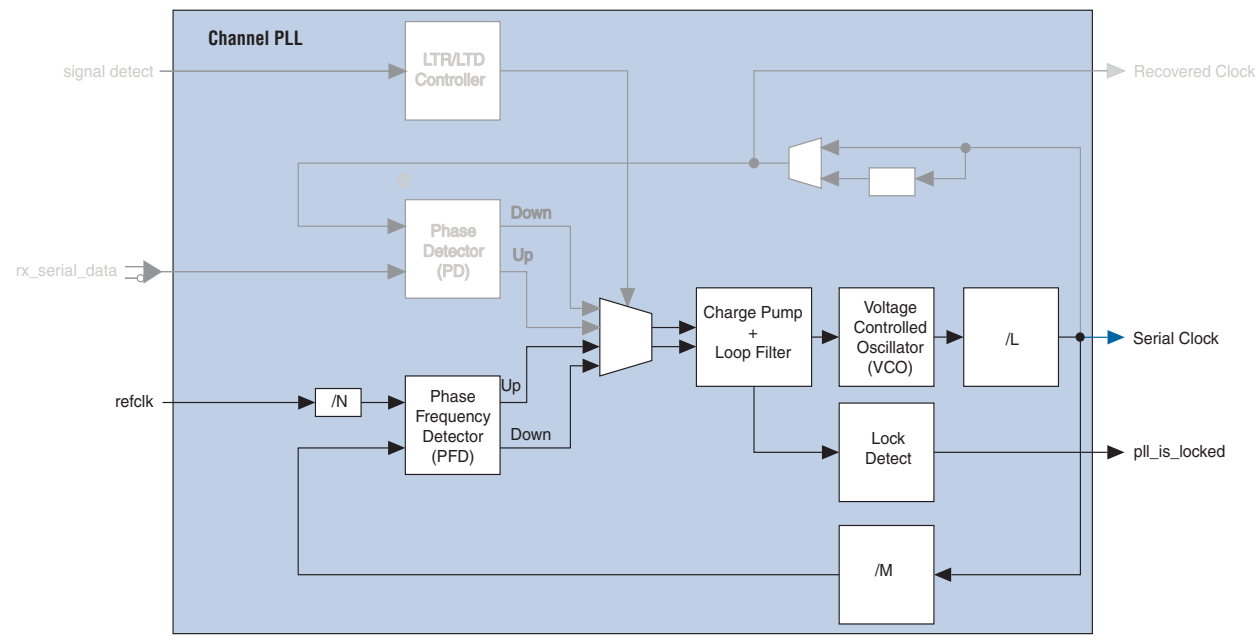 Channel PLL
signal detect
LTR/LTD
Controller
Recovered Clock
Phase
Detector
(PD)
Down
Up
rx_serial_data
Charge Pump
+
Loop Filter
Voltage
Controlled
Oscillator
(VCO)
/L
Serial Clock
refclk
/N
Phase
Frequency
Detector
(PFD)
Up
Down
Lock
Detect
pll_is_locked
/M